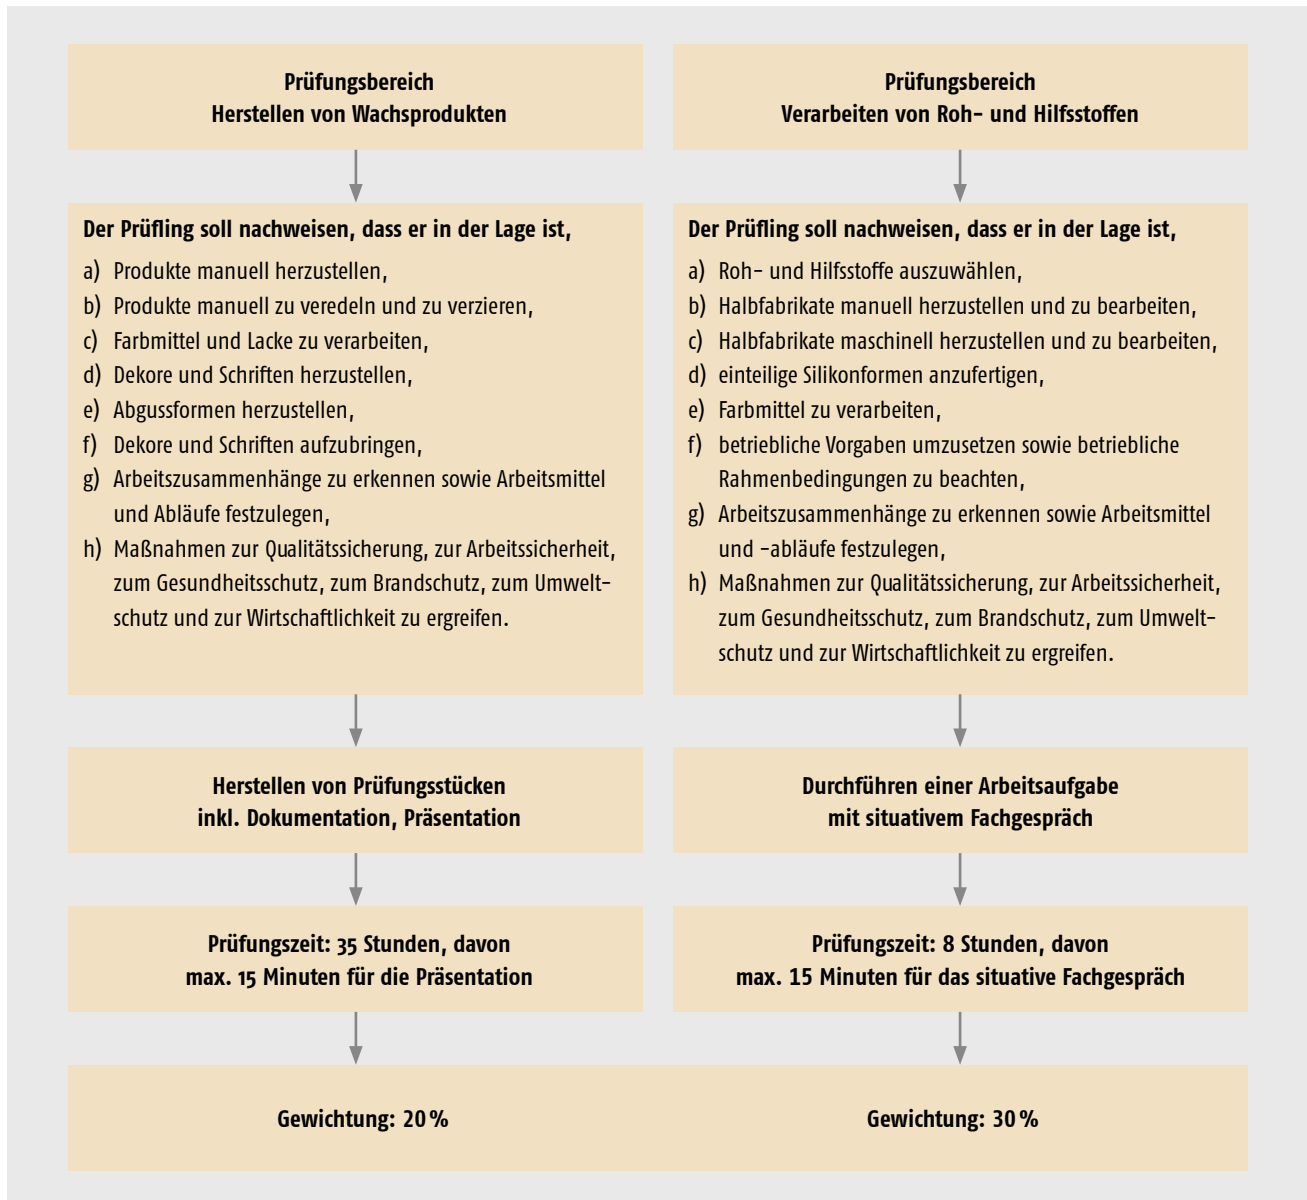 Prüfungsbereich
Herstellen von Wachsprodukten
Der Prüfling soll nachweisen, dass er in der Lage ist,
a) Produkte manuell herzustellen,
b) Produkte manuell zu veredeln und zu verzieren,
c) Farbmittel und Lacke zu verarbeiten,
d) Dekore und Schriften herzustellen,
e) Abgussformen herzustellen,
f) Dekore und Schriften aufzubringen,
g) Arbeitszusammenhänge zu erkennen sowie Arbeitsmittel
und Abläufe festzulegen,
h) Maßnahmen zur Qualitätssicherung, zur Arbeitssicherheit,
zum Gesundheitsschutz, zum Brandschutz, zum Umwelt-
schutz und zur Wirtschaftlichkeit zu ergreifen.
Herstellen von Prüfungsstücken
inkl. Dokumentation, Präsentation
Prüfungszeit: 35 Stunden, davon
max. 15 Minuten für die Präsentation
Gewichtung: 20 %
Prüfungsbereich
Verarbeiten von Roh- und Hilfsstoffen
Der Prüfling soll nachweisen, dass er in der Lage ist,
a) Roh- und Hilfsstoffe auszuwählen,
b) Halbfabrikate manuell herzustellen und zu bearbeiten,
c) Halbfabrikate maschinell herzustellen und zu bearbeiten,
d) einteilige Silikonformen anzufertigen,
e) Farbmittel zu verarbeiten,
f) betriebliche Vorgaben umzusetzen sowie betriebliche
Rahmenbedingungen zu beachten,
g) Arbeitszusammenhänge zu erkennen sowie Arbeitsmittel
und -abläufe festzulegen,
h) Maßnahmen zur Qualitätssicherung, zur Arbeitssicherheit,
zum Gesundheitsschutz, zum Brandschutz, zum Umwelt-
schutz und zur Wirtschaftlichkeit zu ergreifen.
Durchführen einer Arbeitsaufgabe
mit situativem Fachgespräch
Prüfungszeit: 8 Stunden, davon
max. 15 Minuten für das situative Fachgespräch
Gewichtung: 30 %